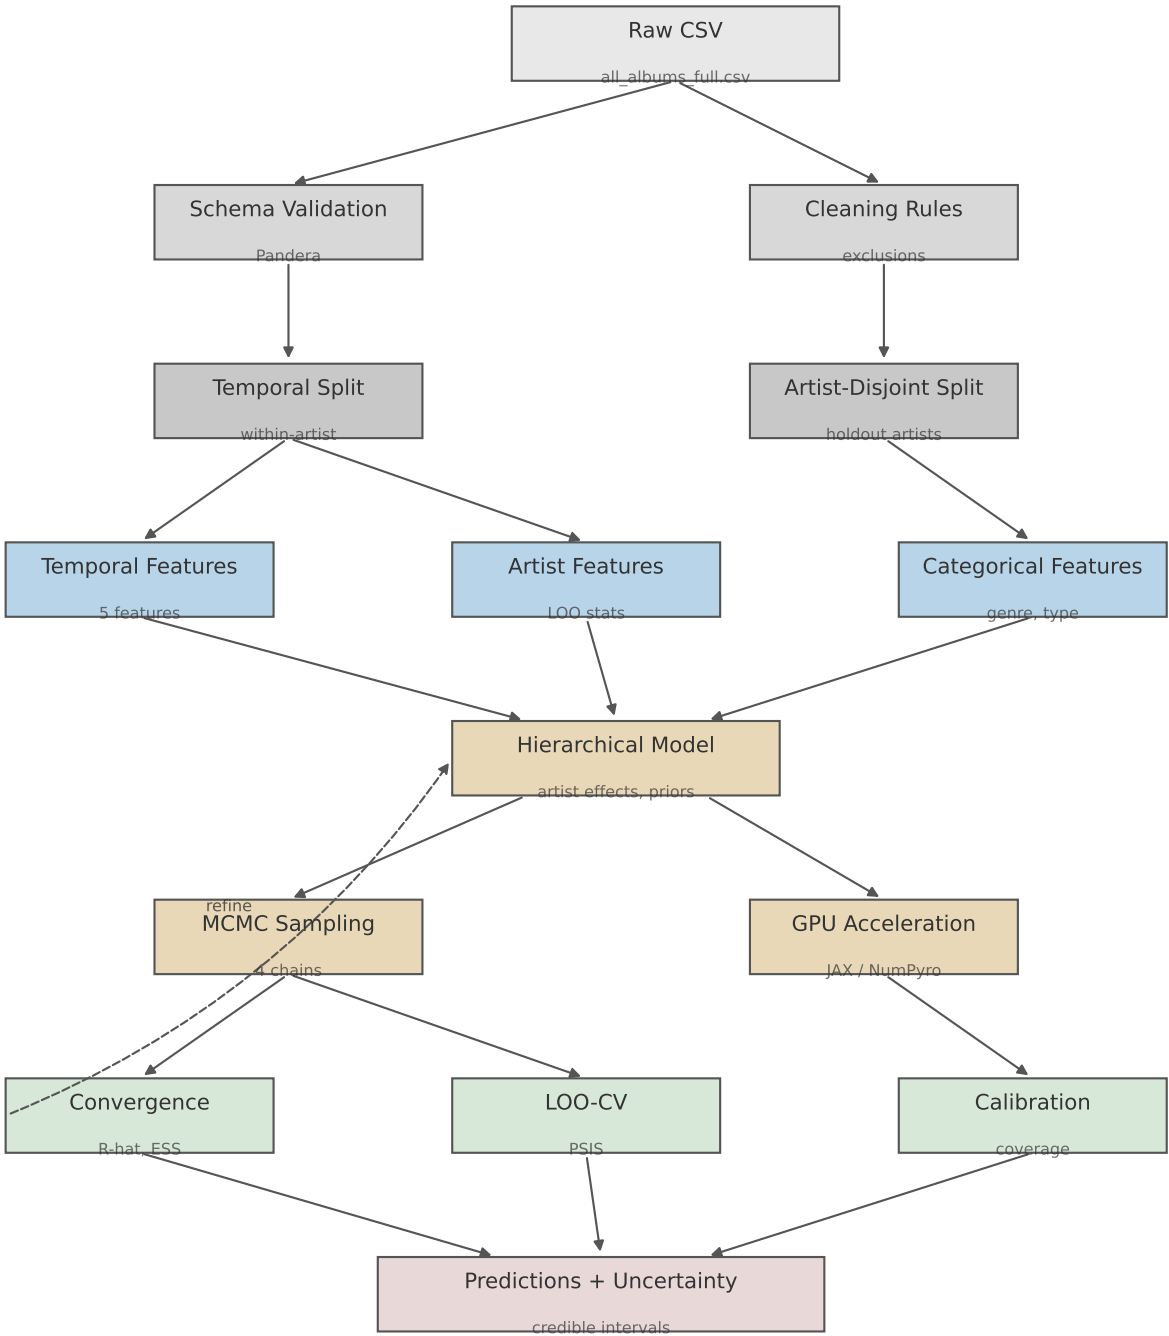 Raw CSV
all_albums_full.csv
Schema Validation
Pandera
Cleaning Rules
exclusions
Temporal Split
within-artist
Artist-Disjoint Split
holdout artists
Temporal Features
5 features
Artist Features
LOO stats
Categorical Features
genre, type
Hierarchical Model
artist effects, priors
refine
MCMC Sampling
4 chains
GPU Acceleration
JAX / NumPyro
Convergence
R-hat, ESS
LOO-CV
PSIS
Calibration
coverage
Predictions + Uncertainty
credible intervals